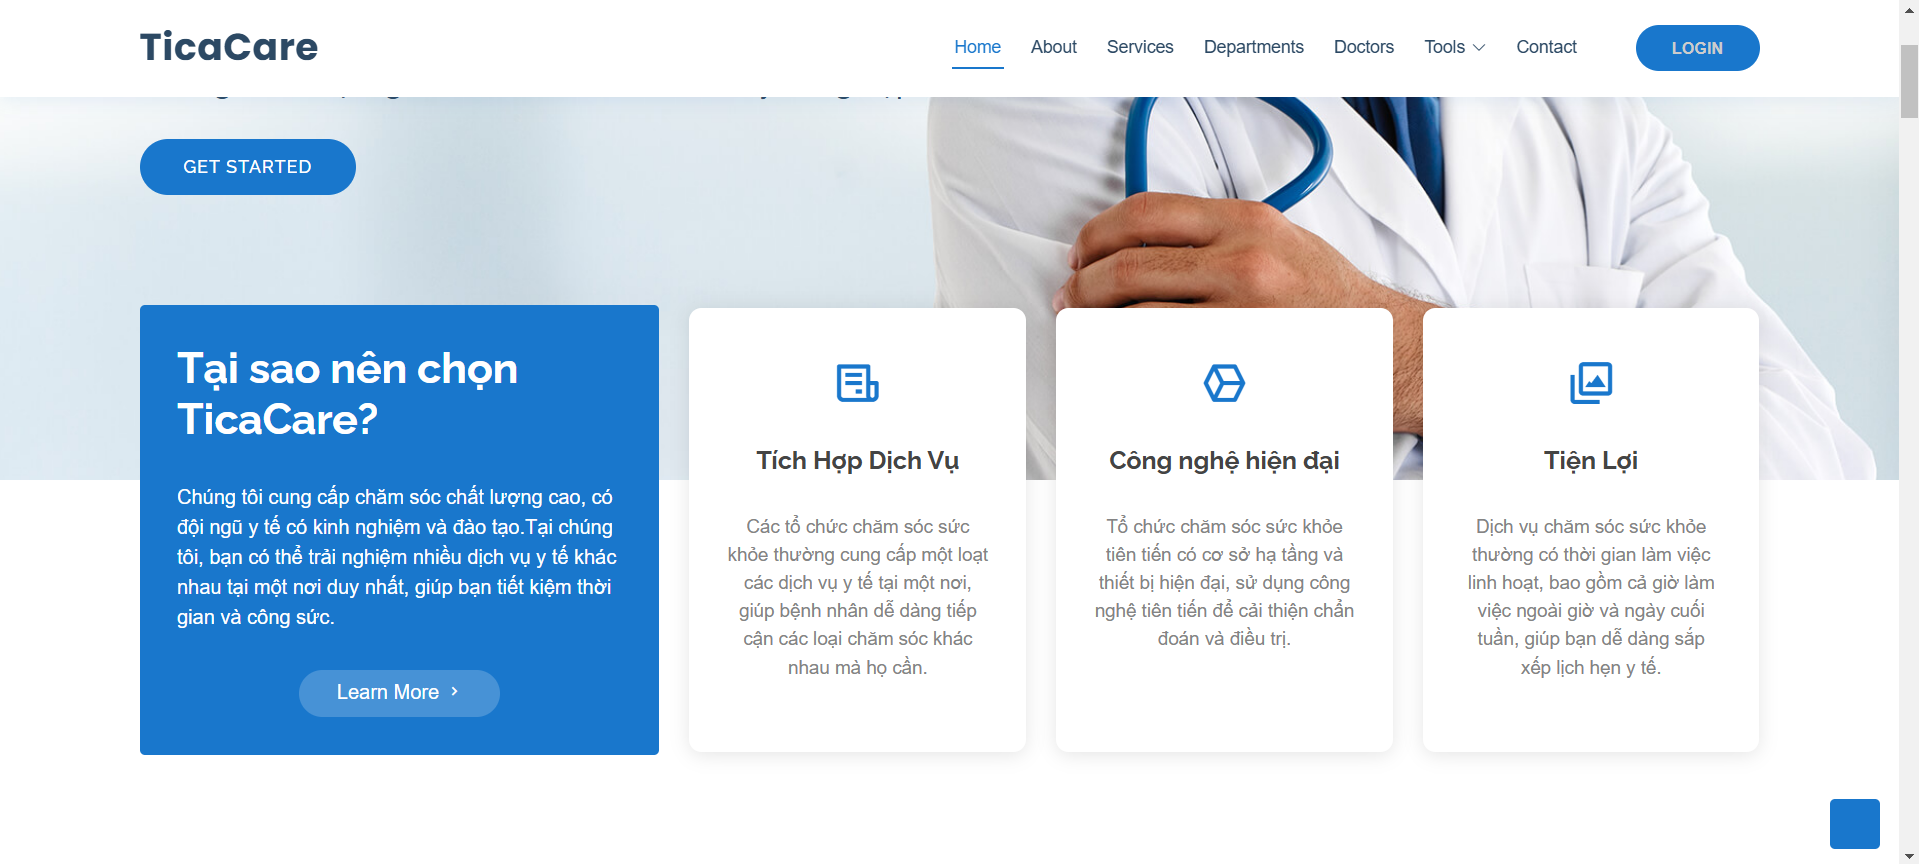 TicaCare
Home About Services Departments Doctors Tools Contact LOGIN
GET STARTED
Tại sao nên chọn
TicaCare?
Chúng tôi cung cấp chăm sóc chất lượng cao, có
đội ngũ y tế có kinh nghiệm và đào tạo.Tại chúng
tôi, bạn có thể trải nghiệm nhiều dịch vụ y tế khác
nhau tại một nơi duy nhất, giúp bạn tiết kiệm thời
gian và công sức.
Learn More
Tích Hợp Dịch Vụ
Các tổ chức chăm sóc sức
khỏe thường cung cấp một loạt
các dịch vụ y tế tại một nơi,
giúp bệnh nhân dễ dàng tiếp
cận các loại chăm sóc khác
nhau mà họ cần.
Công nghệ hiện đại
Tổ chức chăm sóc sức khỏe
tiên tiến có cơ sở hạ tầng và
thiết bị hiện đại, sử dụng công
nghệ tiên tiến để cải thiện chẩn
đoán và điều trị.
Tiện Lợi
Dịch vụ chăm sóc sức khỏe
thường có thời gian làm việc
linh hoạt, bao gồm cả giờ làm
việc ngoài giờ và ngày cuối
tuần, giúp bạn dễ dàng sắp
xếp lịch hẹn y tế.